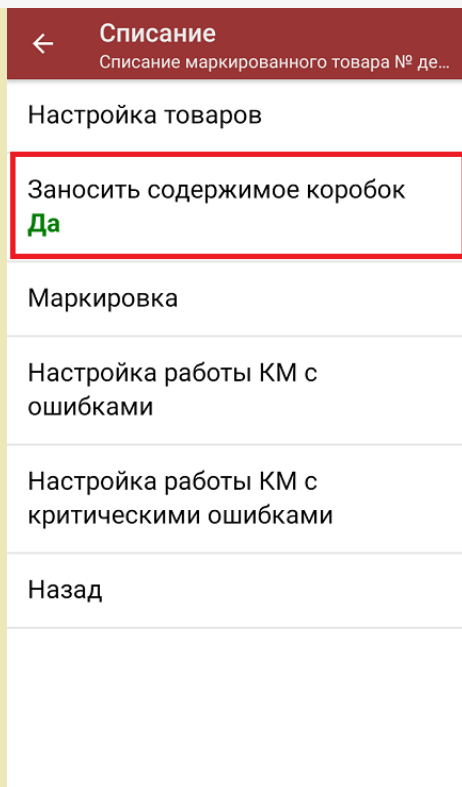 Списание
Списание маркированного товара № де...
Настройка товаров
Заносить содержимое коробок
Да
Маркировка
Настройка работы КМ с
ошибками
Настройка работы КМ с
критическими ошибками
Назад